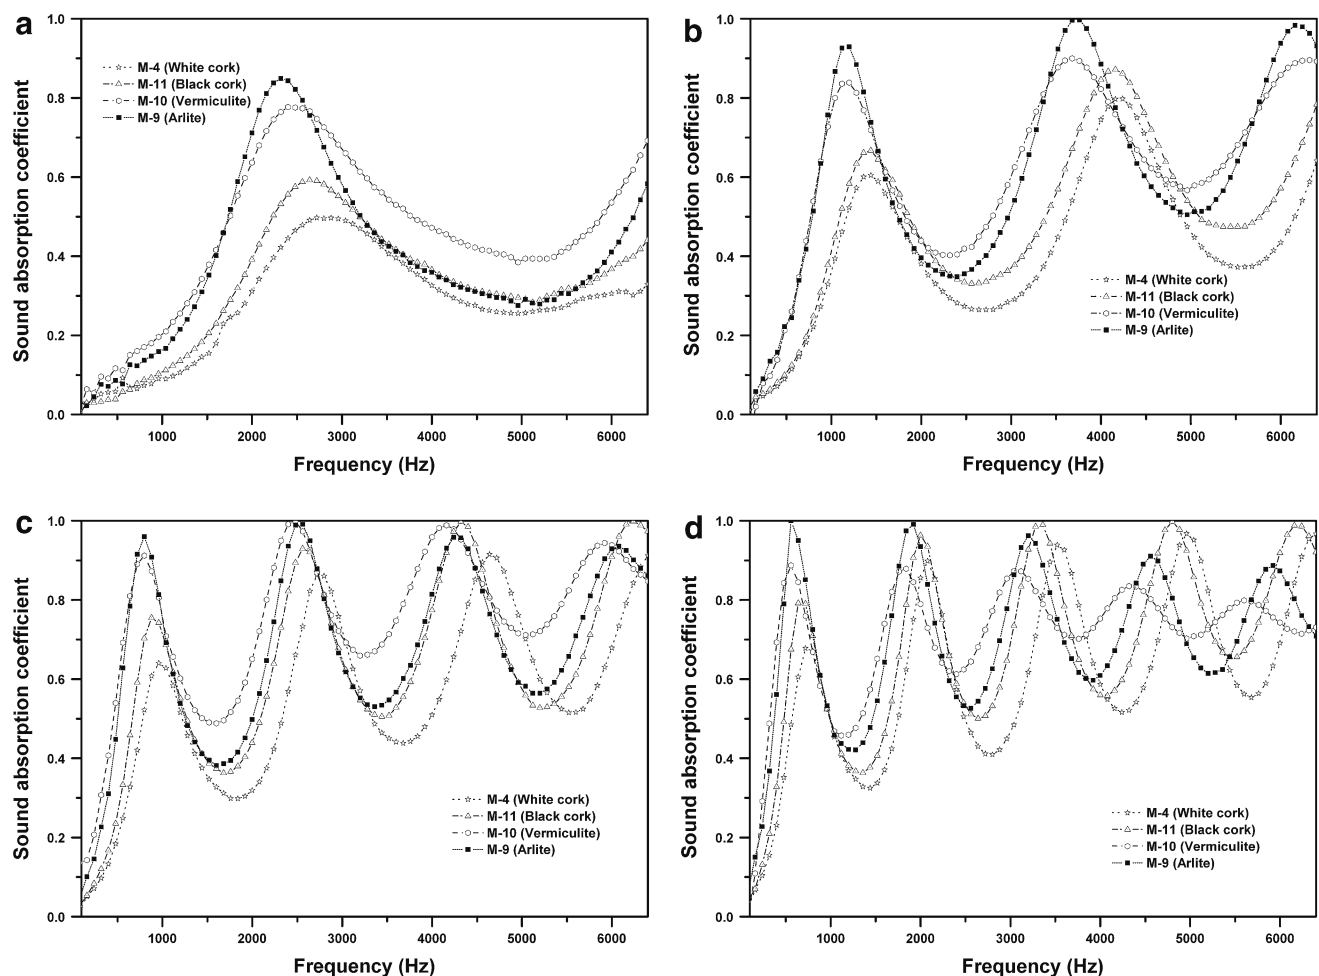 a
1.0
0.8
0.6
0.4
0.2
0.0
Sound absorption coefficient
M-4 (White cork)
M-11 (Black cork)
M-10 (Vermiculite)
M-9 (Arlite)
1000 2000 3000 4000 5000 6000
Frequency (Hz)
b
1.0
0.8
0.6
0.4
0.2
0.0
Sound absorption coefficient
M-4 (White cork)
M-11 (Black cork)
M-10 (Vermiculite)
M-9 (Arlite)
1000 2000 3000 4000 5000 6000
Frequency (Hz)
c
1.0
0.8
0.6
0.4
0.2
0.0
Sound absorption coefficient
M-4 (White cork)
M-11 (Black cork)
M-10 (Vermiculite)
M-9 (Arlite)
1000 2000 3000 4000 5000 6000
Frequency (Hz)
d
1.0
0.8
0.6
0.4
0.2
0.0
Sound absorption coefficient
M-4 (White cork)
M-11 (Black cork)
M-10 (Vermiculite)
M-9 (Arlite)
1000 2000 3000 4000 5000 6000
Frequency (Hz)